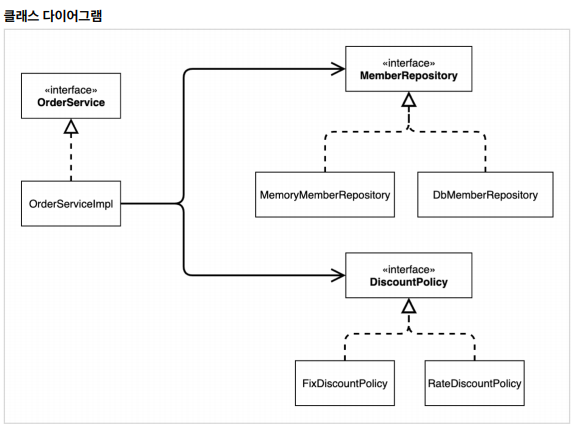 클래스 다이어그램
«interface»
OrderService
OrderServiceImpl
«interface»
MemberRepository
MemoryMemberRepository
DbMemberRepository
«interface»
DiscountPolicy
FixDiscountPolicy
RateDiscountPolicy